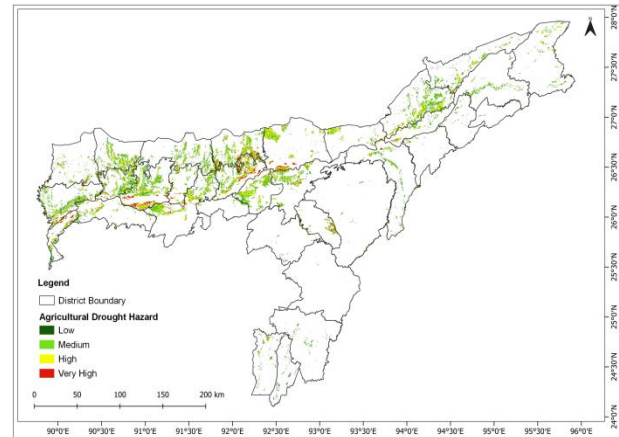 N
28°0'N
27°30'N
27°0'N
26°30'N
26°0'N
25°30'N
25°0'N
24°30'N
24°0'N
Legend
District Boundary
Agricultural Drought Hazard
Low
Medium
High
Very High
0 50 100 150 200 km
90°0'E 90°30'E 91°0'E 91°30'E 92°0'E 92°30'E 93°0'E 93°30'E 94°0'E 94°30'E 95°0'E 95°30'E 96°0'E